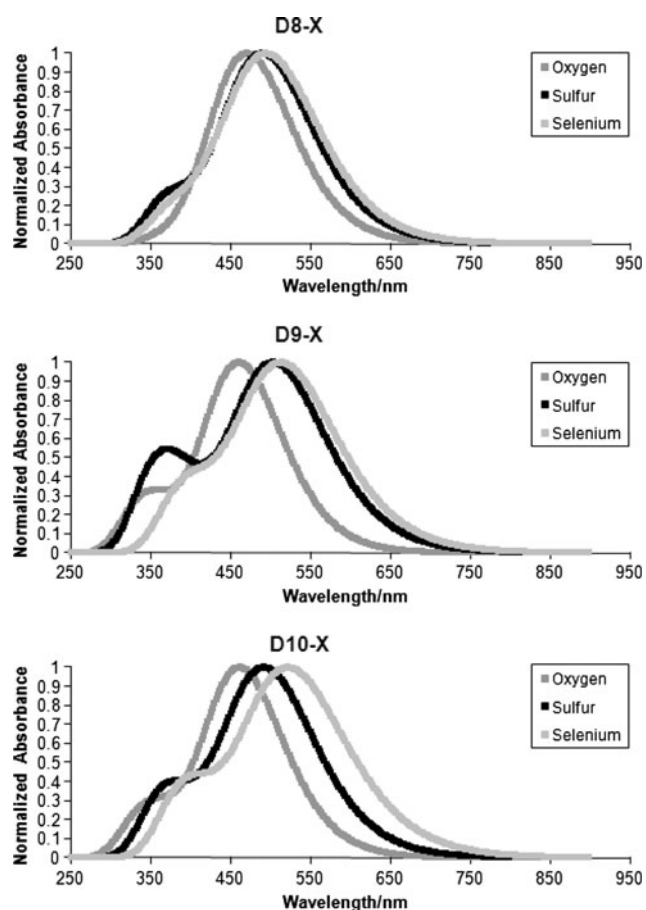 D8-X
Normalized Absorbance
1
0.9
0.8
0.7
0.6
0.5
0.4
0.3
0.2
0.1
0
250 350 450 550 650 750 850 950
Wavelength/nm
Oxygen
Sulfur
Selenium
D9-X
Normalized Absorbance
1
0.9
0.8
0.7
0.6
0.5
0.4
0.3
0.2
0.1
0
250 350 450 550 650 750 850 950
Wavelength/nm
Oxygen
Sulfur
Selenium
D10-X
Normalized Absorbance
1
0.9
0.8
0.7
0.6
0.5
0.4
0.3
0.2
0.1
0
250 350 450 550 650 750 850 950
Wavelength/nm
Oxygen
Sulfur
Selenium